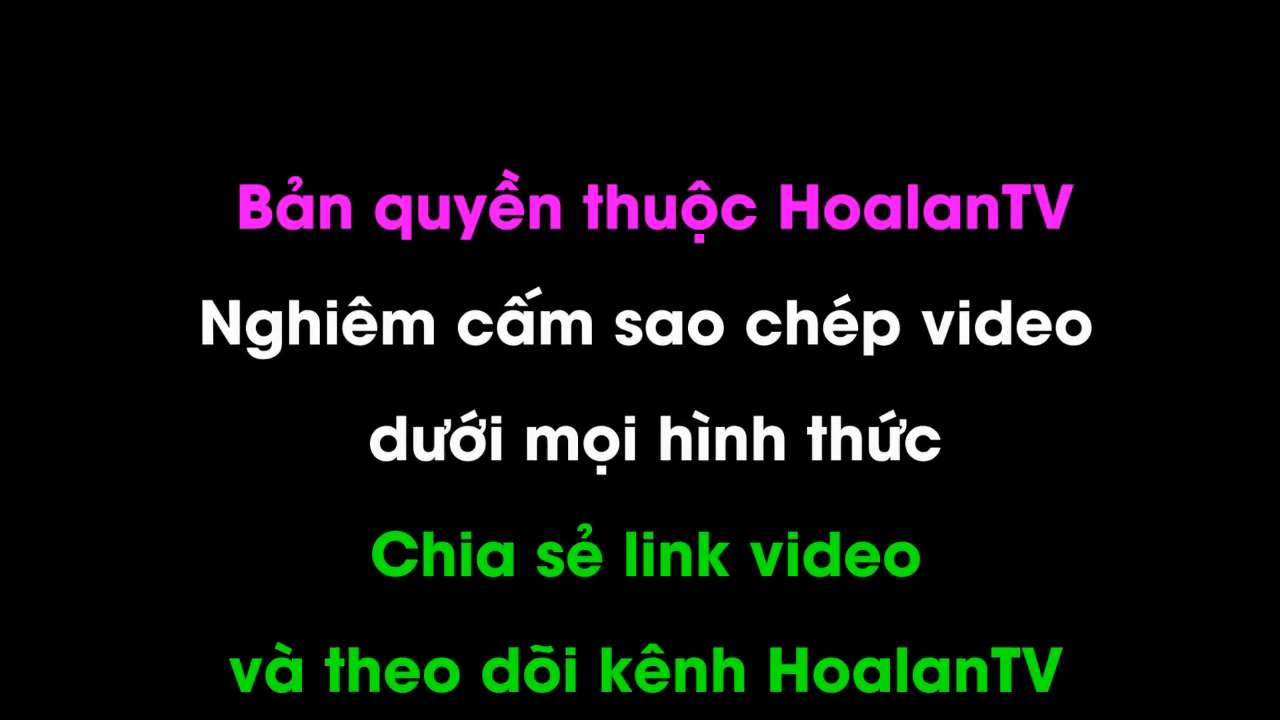 Bản quyền thuộc HoalanTV
Nghiêm cấm sao chép video
dưới mọi hình thức
Chia sẻ link video
và theo dõi kênh HoalanTV